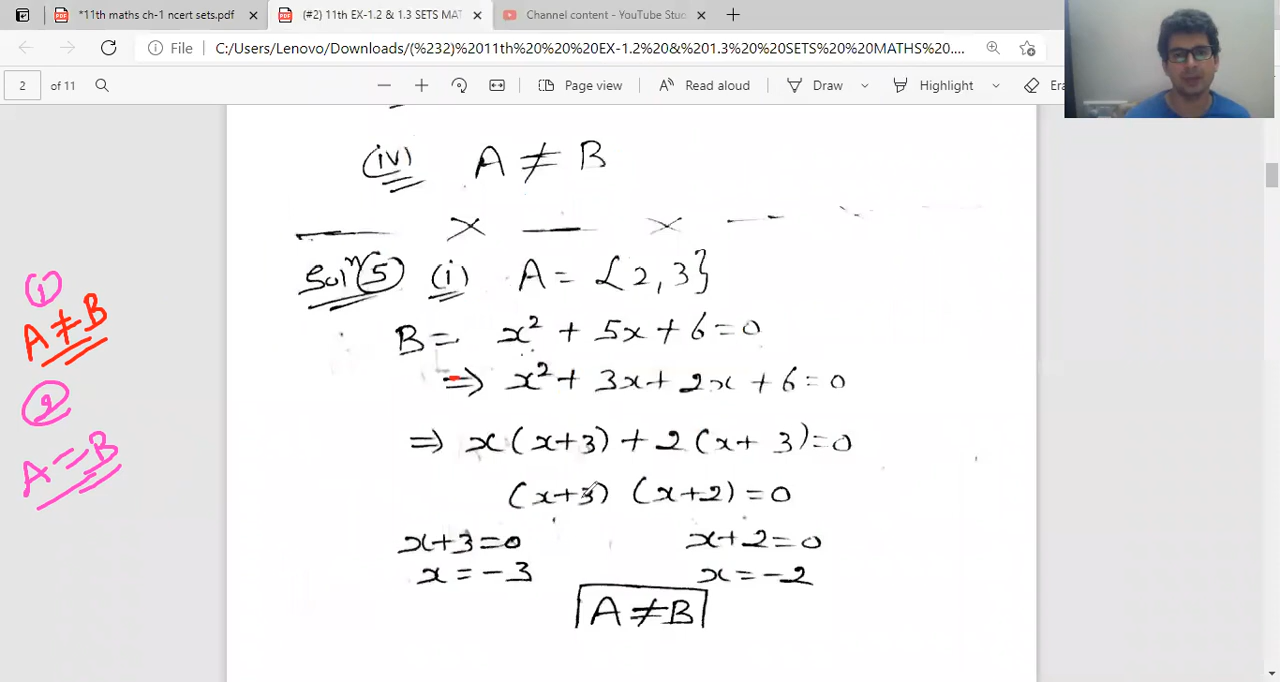 *11th maths ch-1 ncert sets.pdf
(#2) 11th EX-1.2 & 1.3 SETS MAT
Channel content - YouTube Stud
File
C:/Users/Lenovo/Downloads/(%232)%2011th%20%20%20EX-1.2%20&%201.3%20%20SETS%20%20MATHS%20....
2 of 11
Page view
Read aloud
Draw
Highlight
Era
(iv) A ≠ B
Solⁿ(5) (i) A = {2, 3}
B = x² + 5x + 6 = 0
⇒ x² + 3x + 2x + 6 = 0
⇒ x(x+3) + 2(x+3) = 0
(x+3) (x+2) = 0
x+3=0 x+2=0
x=-3 x=-2
A≠B
①
A≠B
②
A=B